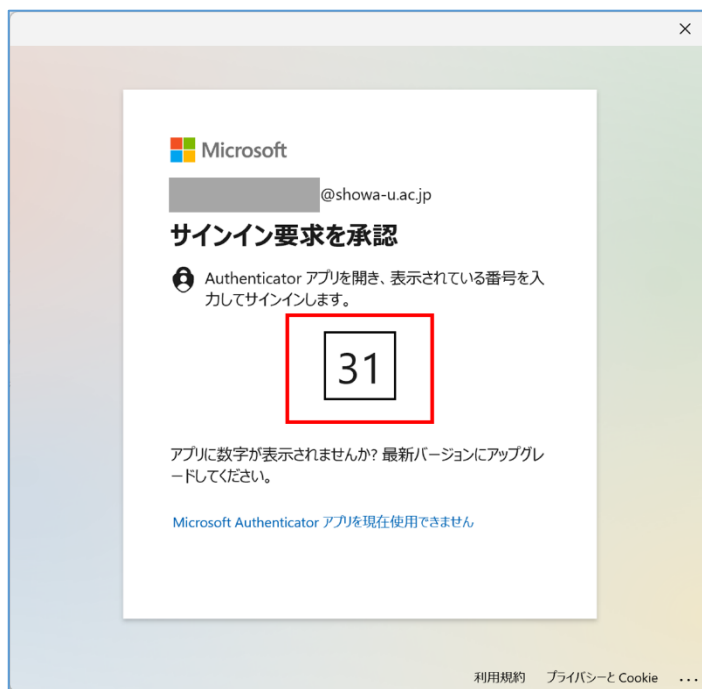 Microsoft
@showa-u.ac.jp
サインイン要求を承認
Authenticator アプリを開き、表示されている番号を入
力してサインインします。
31
アプリに数字が表示されませんか? 最新バージョンにアップグレ
ードしてください。
Microsoft Authenticator アプリを現在使用できません
利用規約 プライバシーと Cookie ...